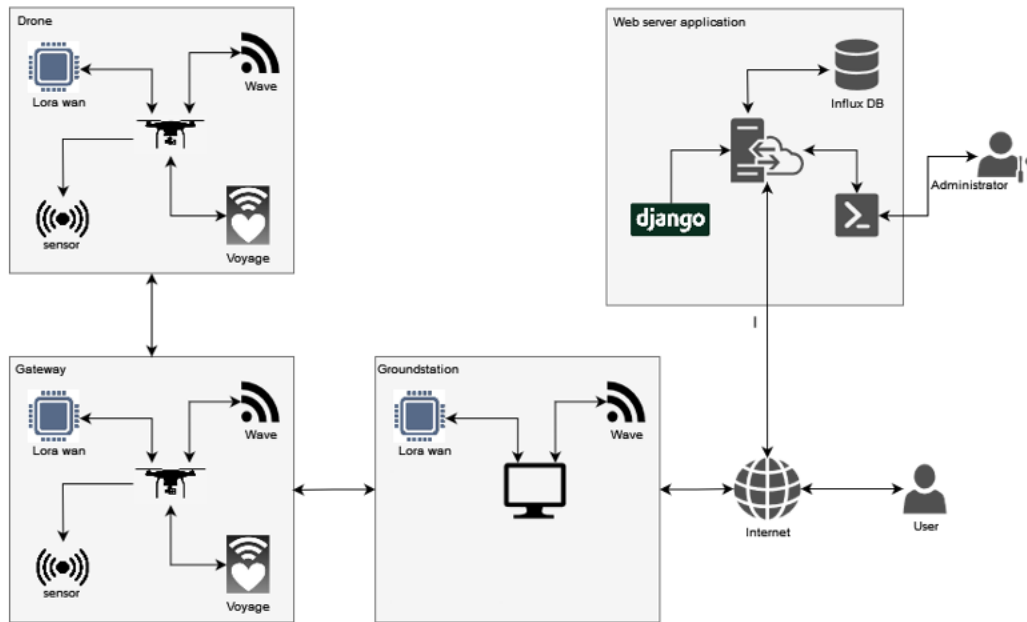 Drone
Lora wan
Wave
sensor
Voyage
Web server application
Influx DB
django
Administrator
Gateway
Lora wan
Wave
sensor
Voyage
Groundstation
Lora wan
Wave
I
Internet
User